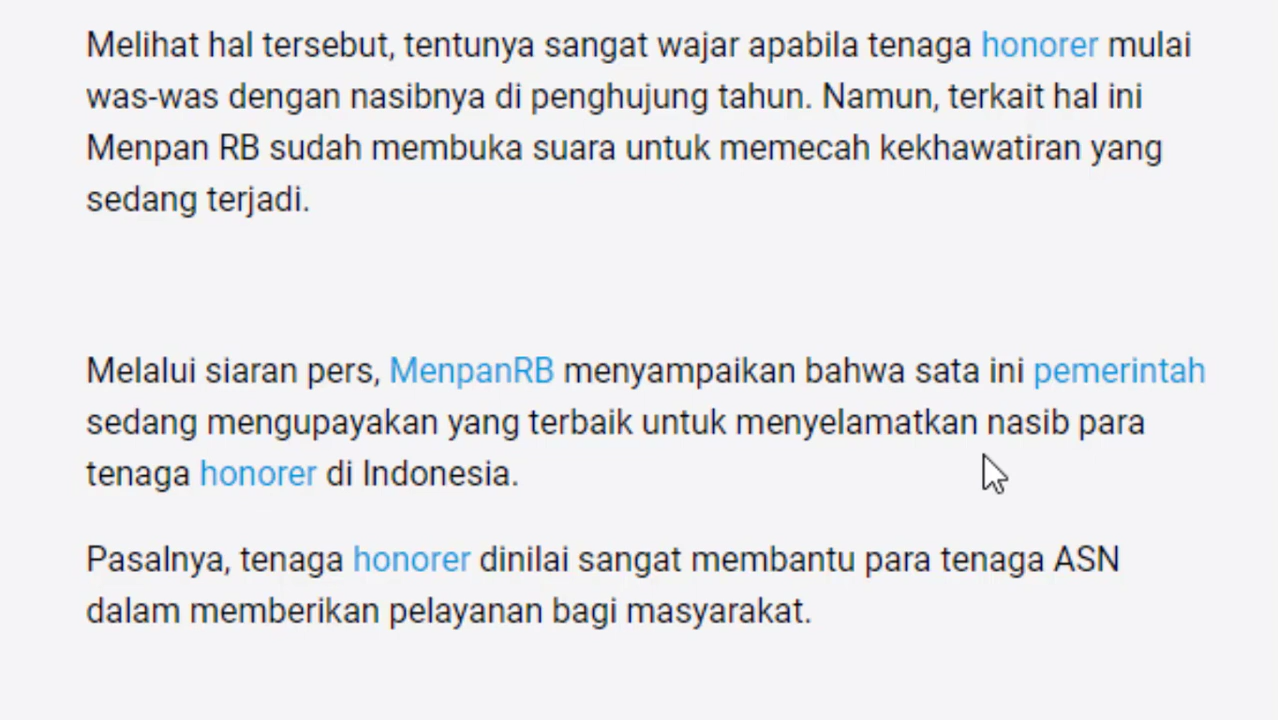 Melihat hal tersebut, tentunya sangat wajar apabila tenaga honorer mulai
was-was dengan nasibnya di penghujung tahun. Namun, terkait hal ini
Menpan RB sudah membuka suara untuk memecah kekhawatiran yang
sedang terjadi.
Melalui siaran pers, MenpanRB menyampaikan bahwa sata ini pemerintah
sedang mengupayakan yang terbaik untuk menyelamatkan nasib para
tenaga honorer di Indonesia.
Pasalnya, tenaga honorer dinilai sangat membantu para tenaga ASN
dalam memberikan pelayanan bagi masyarakat.